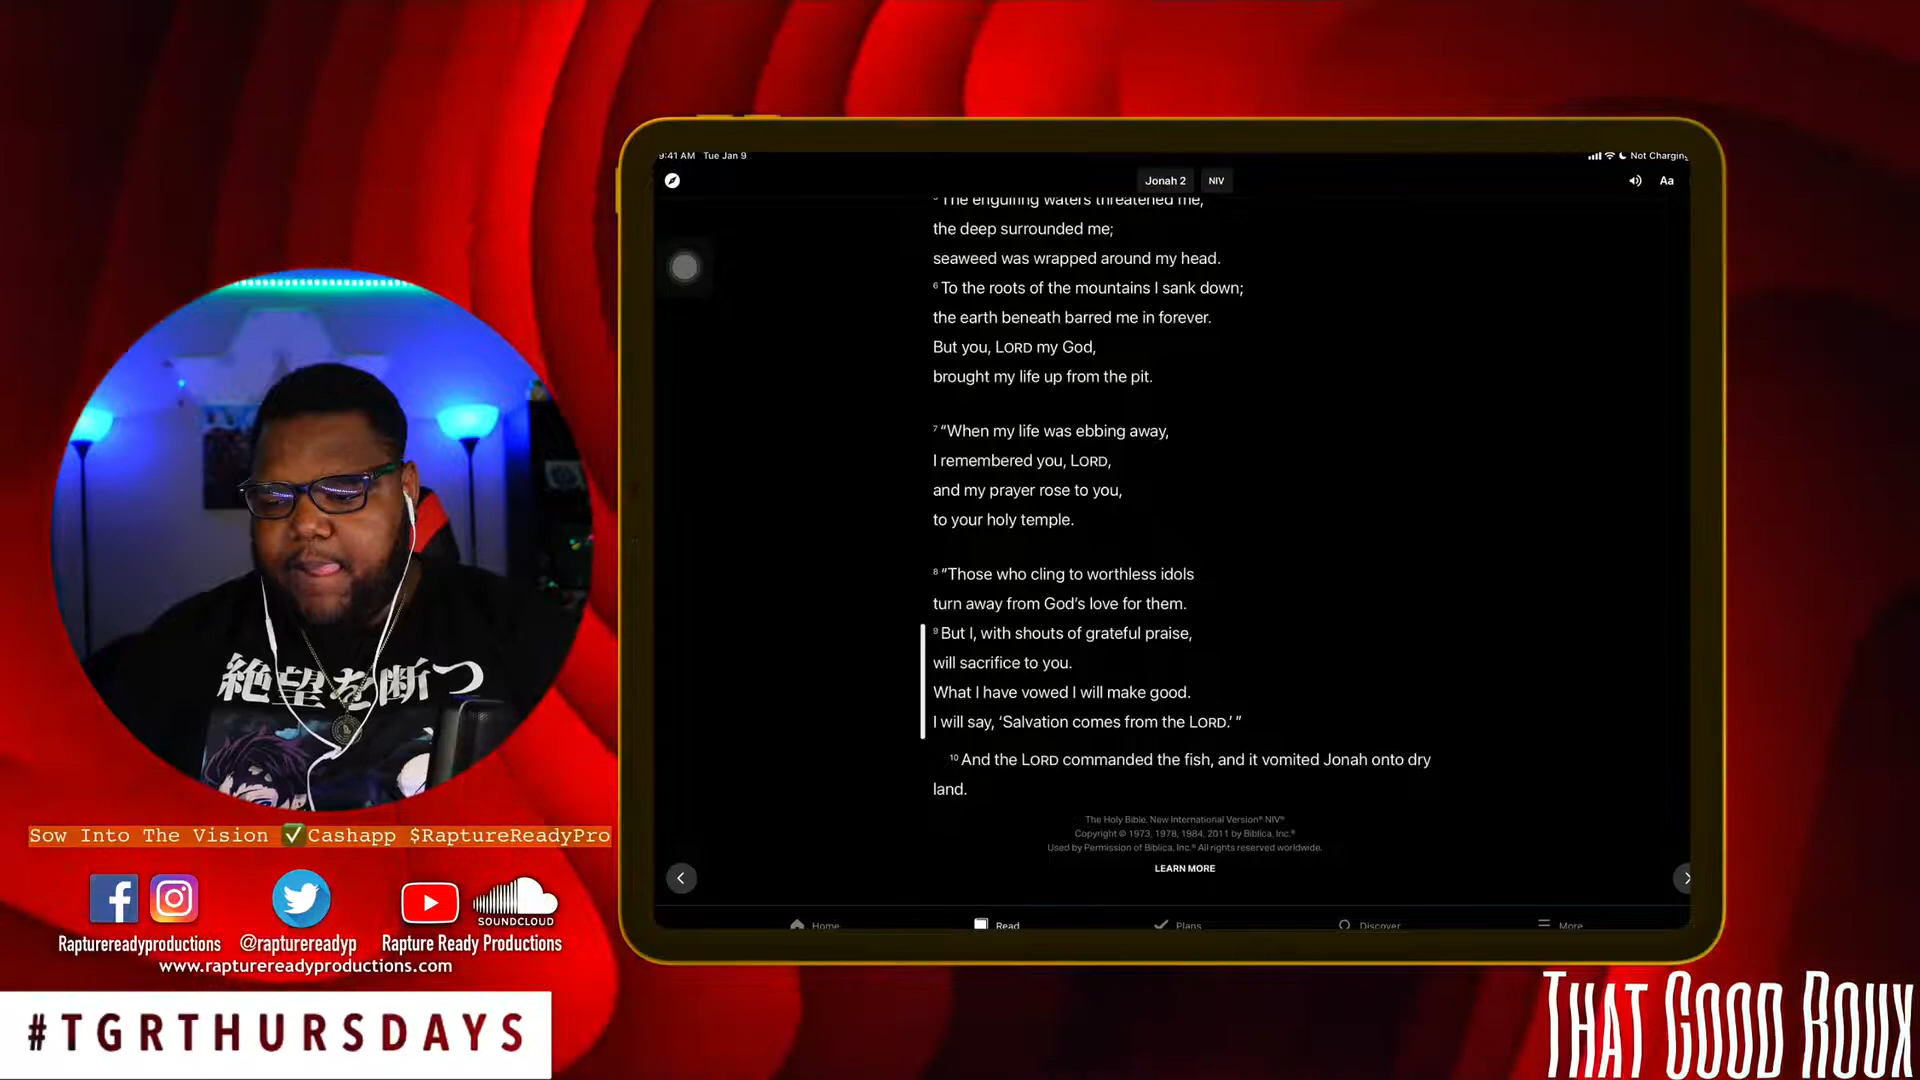 9:41 AM Tue Jan 9
Not Charging
Jonah 2 NIV
Aa
5 The engulfing waters threatened me,
the deep surrounded me;
seaweed was wrapped around my head.
6 To the roots of the mountains I sank down;
the earth beneath barred me in forever.
But you, LORD my God,
brought my life up from the pit.
7 “When my life was ebbing away,
I remembered you, LORD,
and my prayer rose to you,
to your holy temple.
8 “Those who cling to worthless idols
turn away from God’s love for them.
9 But I, with shouts of grateful praise,
will sacrifice to you.
What I have vowed I will make good.
I will say, ‘Salvation comes from the LORD.’ ”
10 And the LORD commanded the fish, and it vomited Jonah onto dry
land.
The Holy Bible, New International Version® NIV®
Copyright © 1973, 1978, 1984, 2011 by Biblica, Inc.®
Used by Permission of Biblica, Inc.® All rights reserved worldwide.
LEARN MORE
Home Read Plans Discover More
絶望を断つ
Sow Into The Vision ✅Cashapp $RaptureReadyPro
SOUNDCLOUD
Rapturereadyproductions @rapturereadyp Rapture Ready Productions
www.rapturereadyproductions.com
#TGRTHURSDAYS
THAT GOOD ROUX